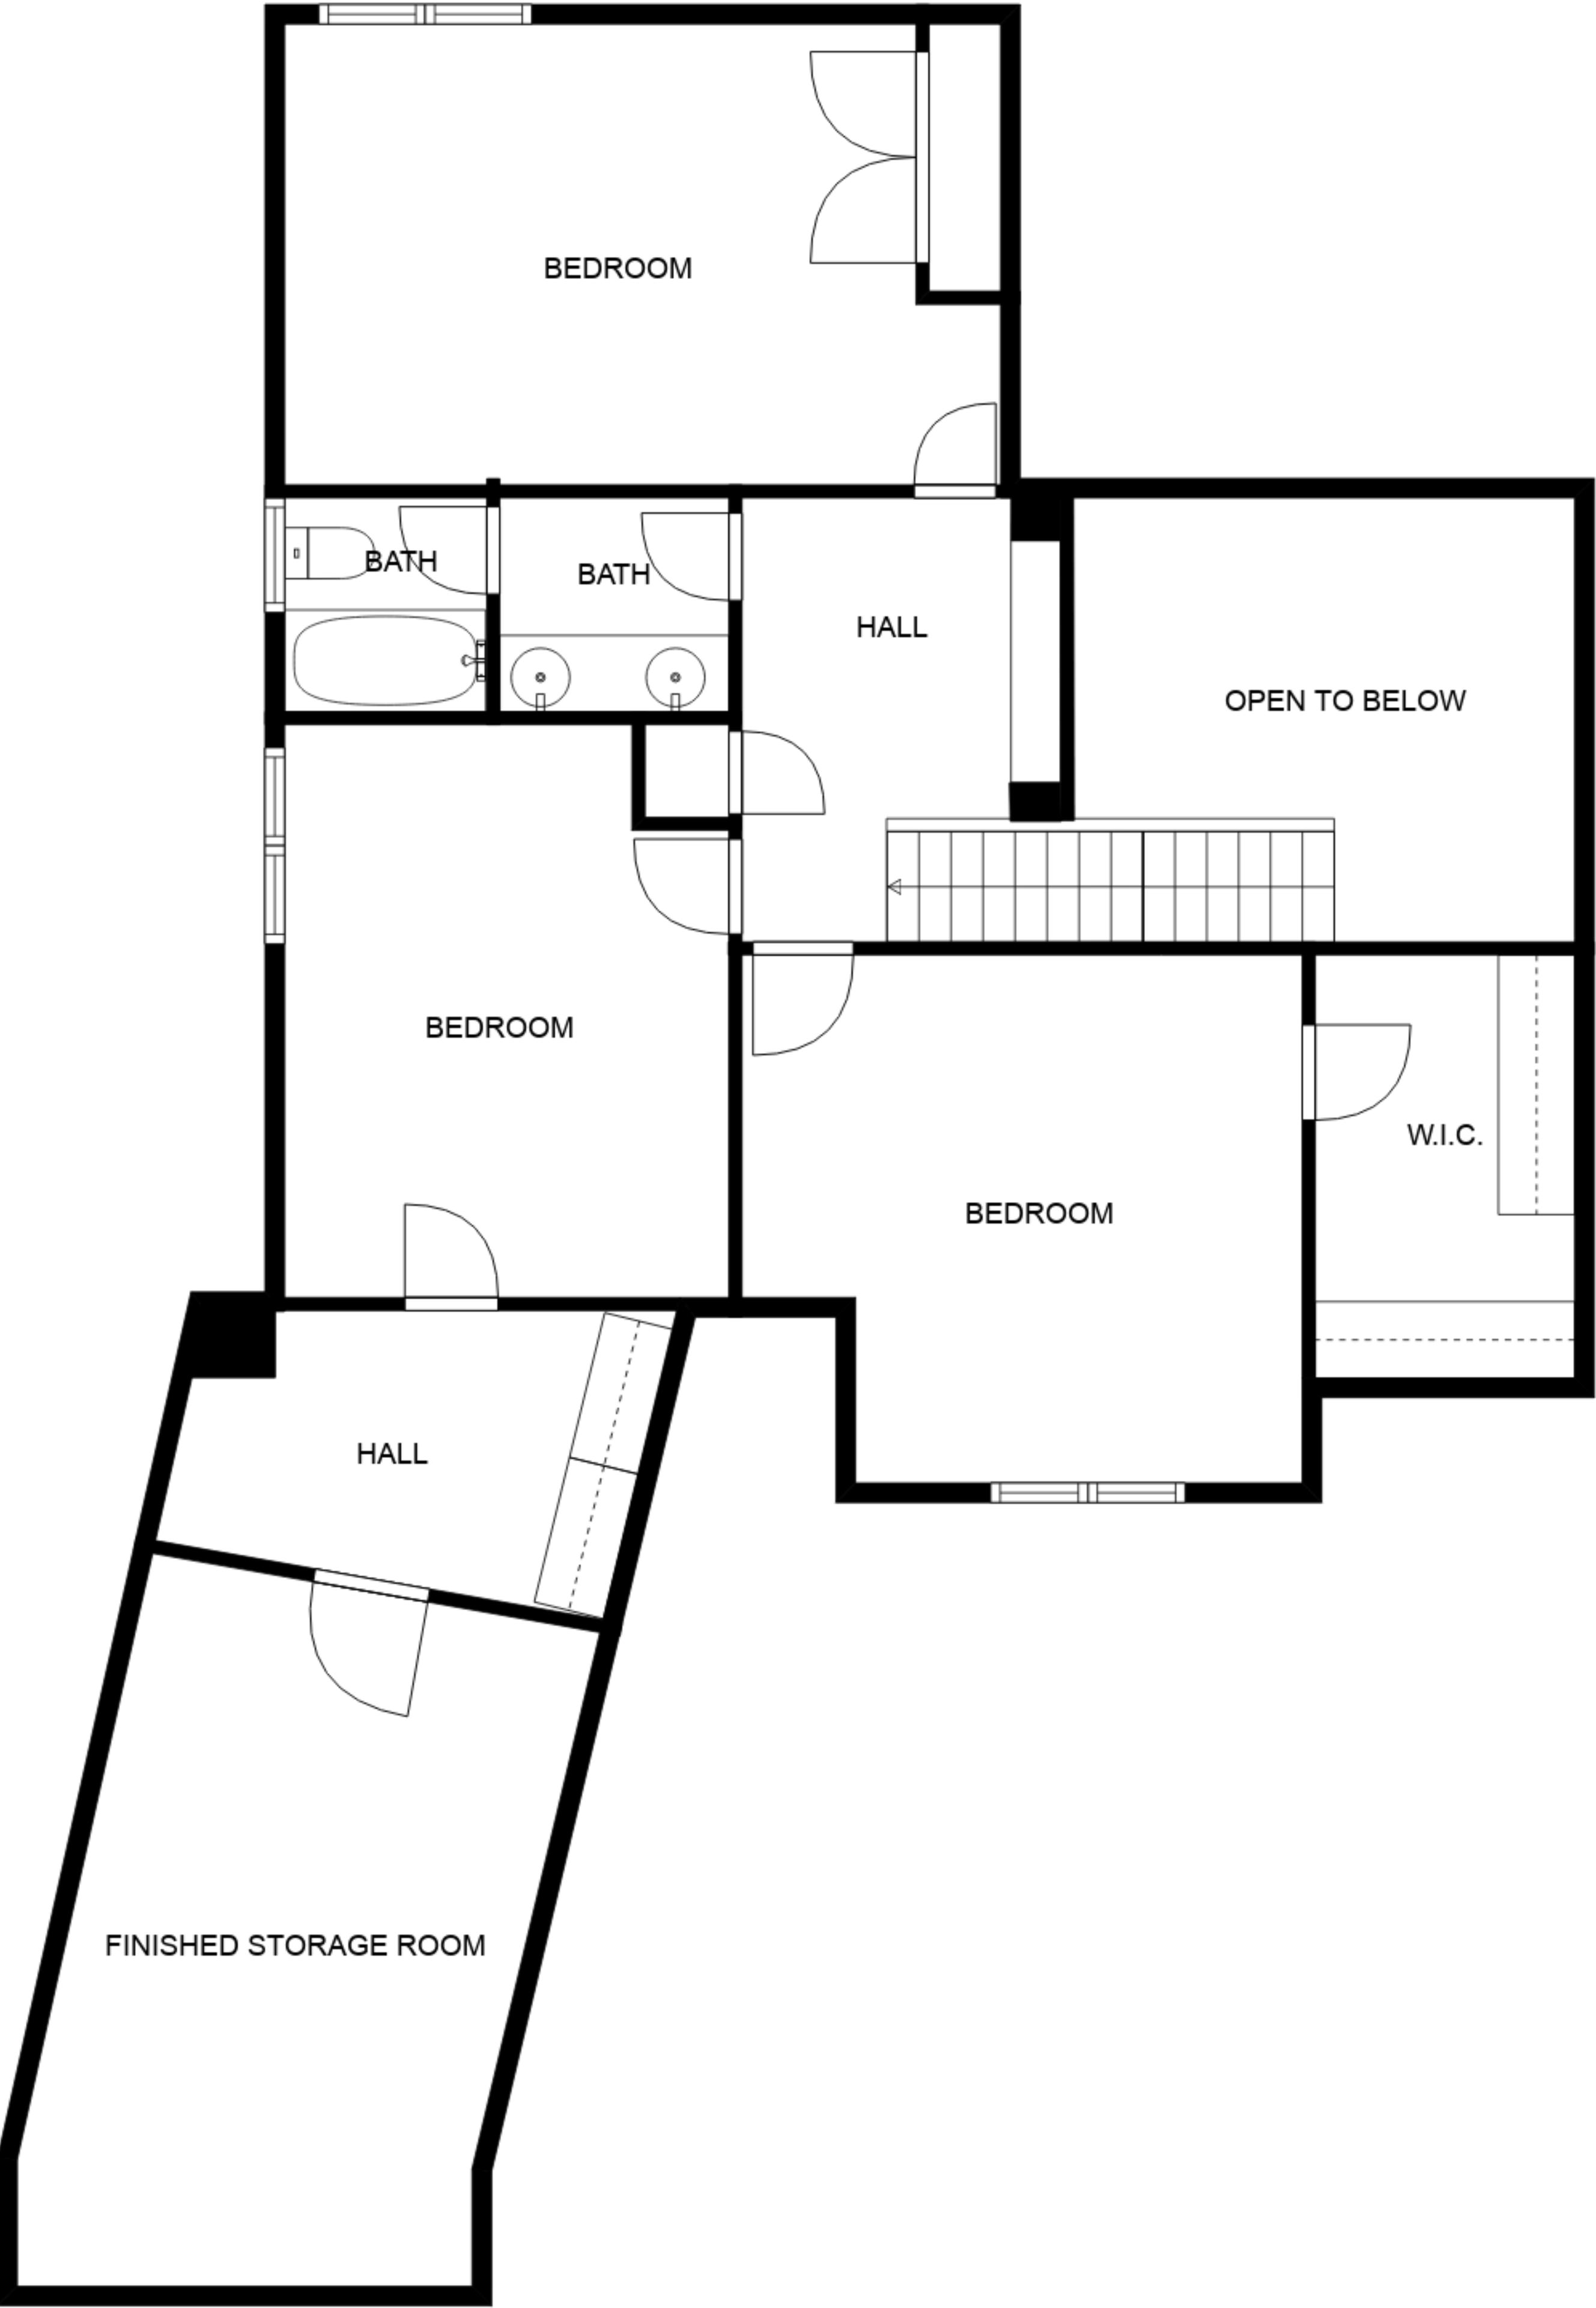 BEDROOM
BATH
BATH
HALL
OPEN TO BELOW
BEDROOM
W.I.C.
BEDROOM
HALL
FINISHED STORAGE ROOM